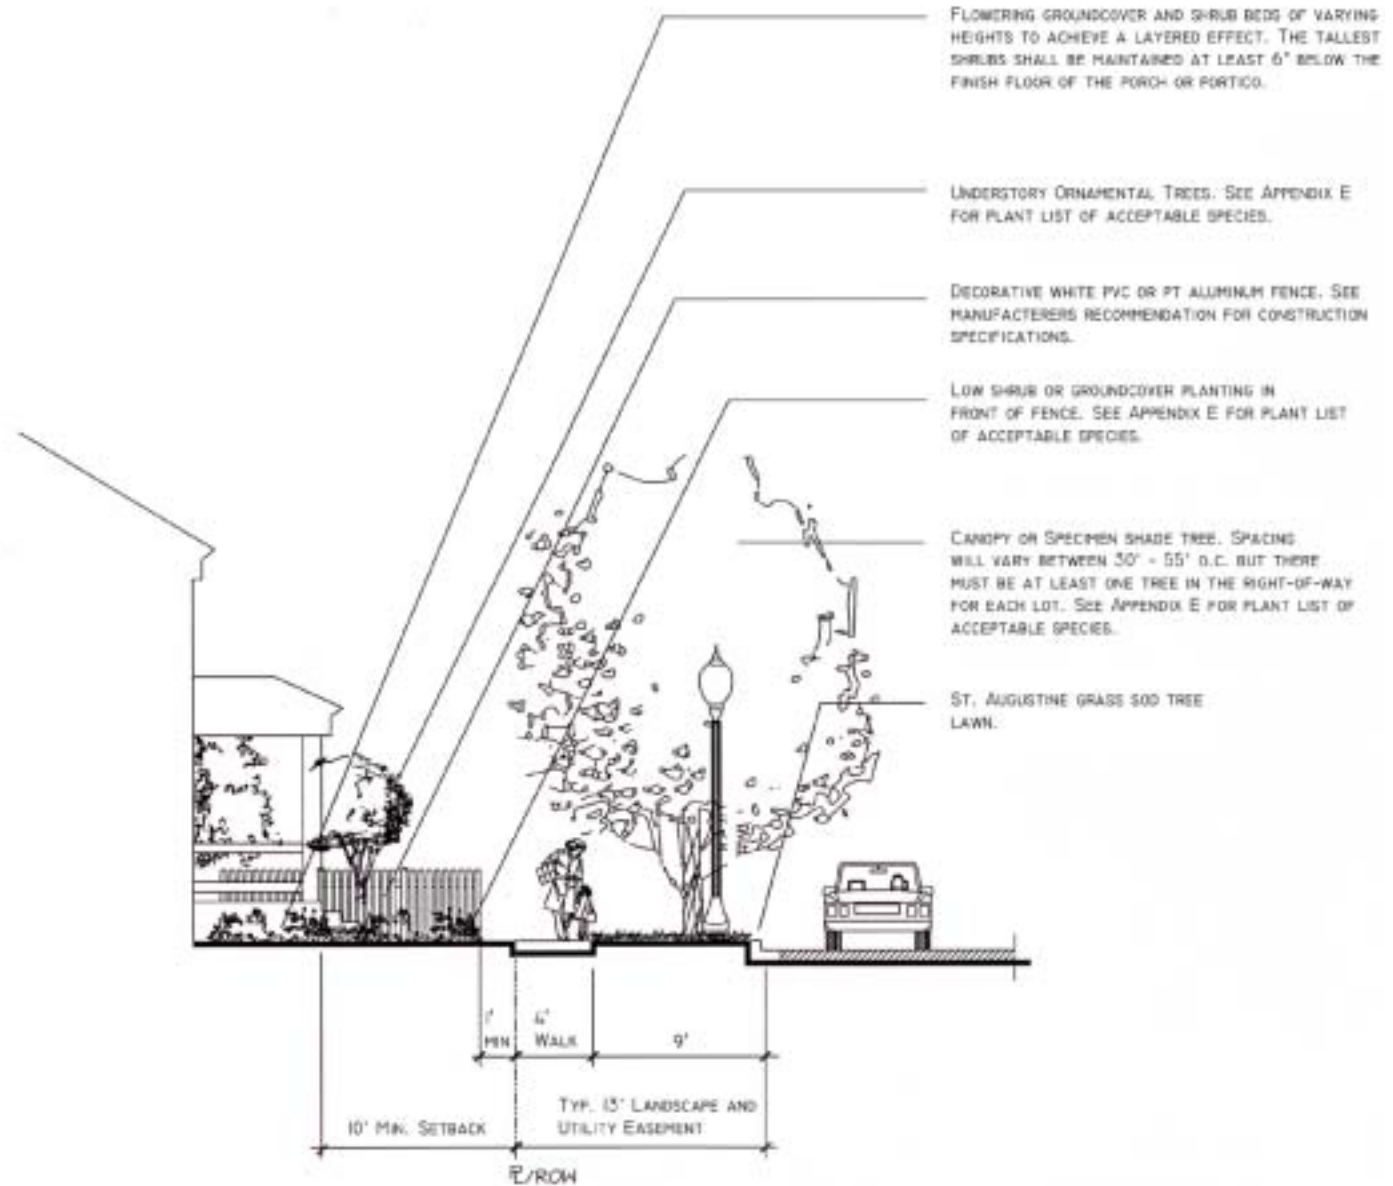 FLOWERING GROUNDCOVER AND SHRUB BEDS OF VARYING
HEIGHTS TO ACHIEVE A LAYERED EFFECT. THE TALLEST
SHRUBS SHALL BE MAINTAINED AT LEAST 6" BELOW THE
FINISH FLOOR OF THE PORCH OR PORTICO.
UNDERSTORY ORNAMENTAL TREES. SEE APPENDIX E
FOR PLANT LIST OF ACCEPTABLE SPECIES.
DECORATIVE WHITE PVC OR PT ALUMINUM FENCE. SEE
MANUFACTERERS RECOMMENDATION FOR CONSTRUCTION
SPECIFICATIONS.
LOW SHRUB OR GROUNDCOVER PLANTING IN
FRONT OF FENCE. SEE APPENDIX E FOR PLANT LIST
OF ACCEPTABLE SPECIES.
CANOPY OR SPECIMEN SHADE TREE. SPACING
WILL VARY BETWEEN 30' - 55' O.C. BUT THERE
MUST BE AT LEAST ONE TREE IN THE RIGHT-OF-WAY
FOR EACH LOT. SEE APPENDIX E FOR PLANT LIST OF
ACCEPTABLE SPECIES.
ST. AUGUSTINE GRASS SOD TREE
LAWN.
1'
MIN
4'
WALK
9'
10' MIN. SETBACK
TYP. 13' LANDSCAPE AND
UTILITY EASEMENT
PL/ROW